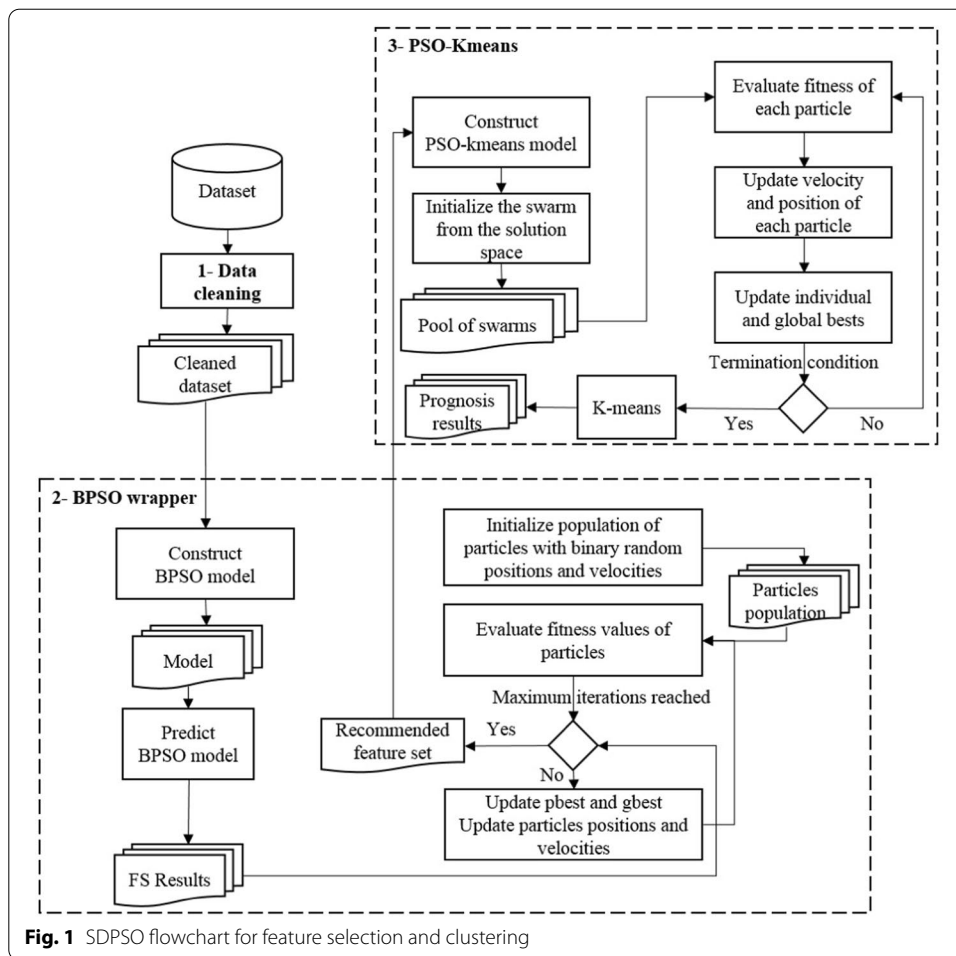 3- PSO-Kmeans
Construct
PSO-kmeans model
Initialize the swarm
from the solution
space
Pool of swarms
Evaluate fitness of
each particle
Update velocity
and position of
each particle
Update individual
and global bests
Termination condition
Yes
No
K-means
Prognosis
results
Dataset
1- Data
cleaning
Cleaned
dataset
2- BPSO wrapper
Construct
BPSO model
Model
Predict
BPSO model
FS Results
Initialize population of
particles with binary random
positions and velocities
Particles
population
Evaluate fitness values of
particles
Maximum iterations reached
Yes
Recommended
feature set
No
Update pbest and gbest
Update particles positions and
velocities
Fig. 1 SDPSO flowchart for feature selection and clustering